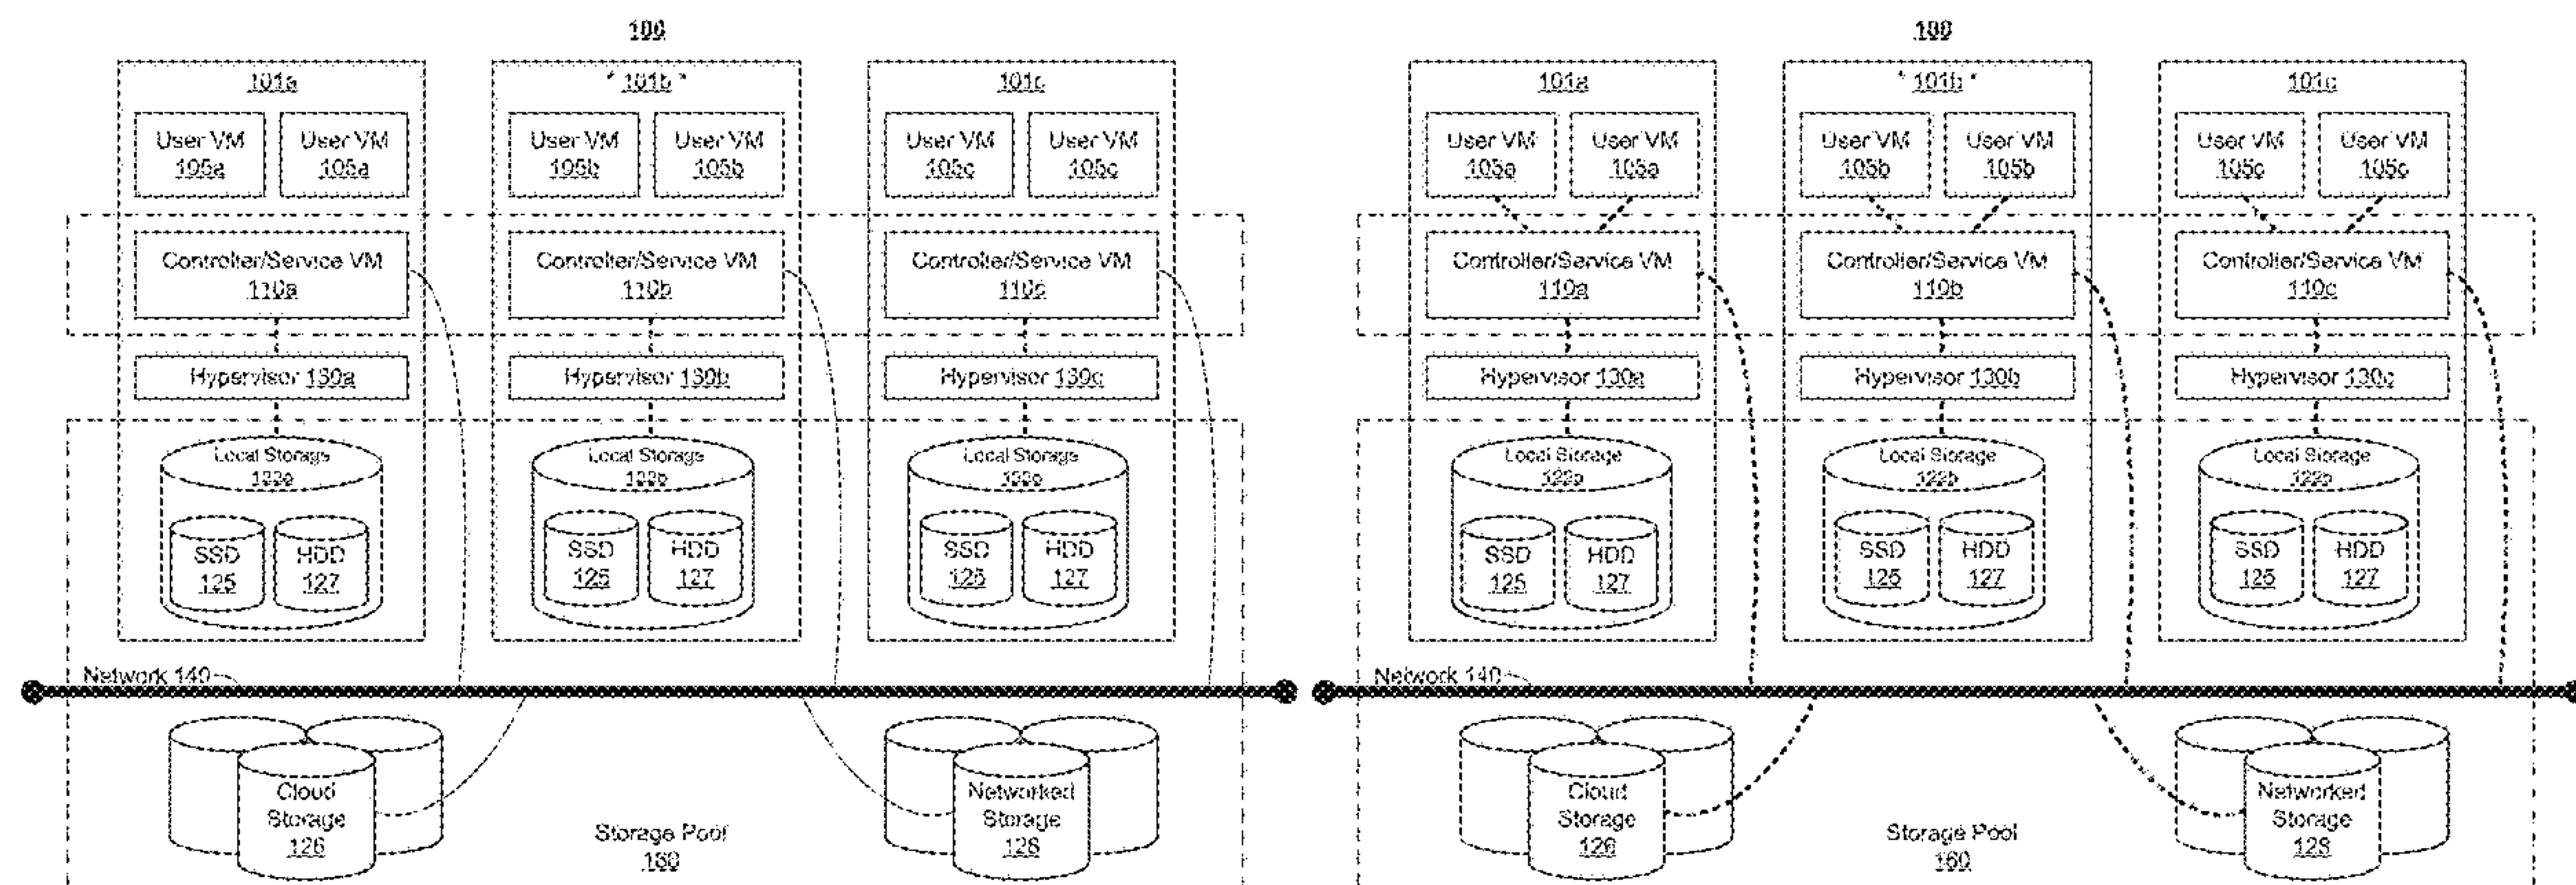 100
101a
* 101b *
101c
User VM
105a
User VM
105a
User VM
105b
User VM
105b
User VM
105c
User VM
105c
Controller/Service VM
110a
Controller/Service VM
110b
Controller/Service VM
110c
Hypervisor 130a
Hypervisor 130b
Hypervisor 130c
Local Storage
Local Storage
Local Storage
SSD
125
HDD
127
SSD
125
HDD
127
SSD
125
HDD
127
Network 140
Cloud
Storage
126
Storage Pool
160
Networked
Storage
128
100
101a
* 101b *
101c
User VM
105a
User VM
105a
User VM
105b
User VM
105b
User VM
105c
User VM
105c
Controller/Service VM
110a
Controller/Service VM
110b
Controller/Service VM
110c
Hypervisor 130a
Hypervisor 130b
Hypervisor 130c
Local Storage
122a
Local Storage
122b
Local Storage
SSD
125
HDD
127
SSD
125
HDD
127
SSD
125
HDD
127
Network 140
Cloud
Storage
126
Storage Pool
160
Networked
Storage
128